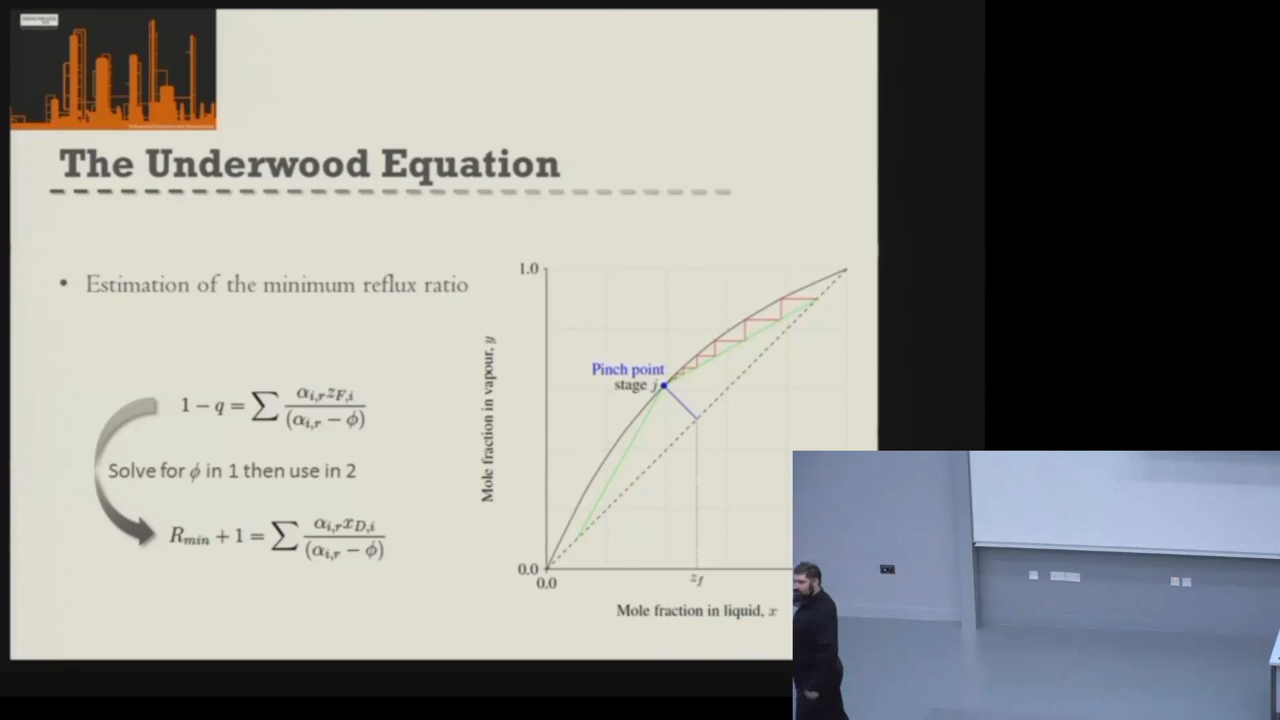 The Underwood Equation
• Estimation of the minimum reflux ratio
1 − q = ∑ α_{i,r} z_{F,i} / (α_{i,r} − ϕ)
Solve for ϕ in 1 then use in 2
R_{min} + 1 = ∑ α_{i,r} x_{D,i} / (α_{i,r} − ϕ)
1.0
Mole fraction in vapour, y
Pinch point
stage j
0.0
0.0
z_f
Mole fraction in liquid, x